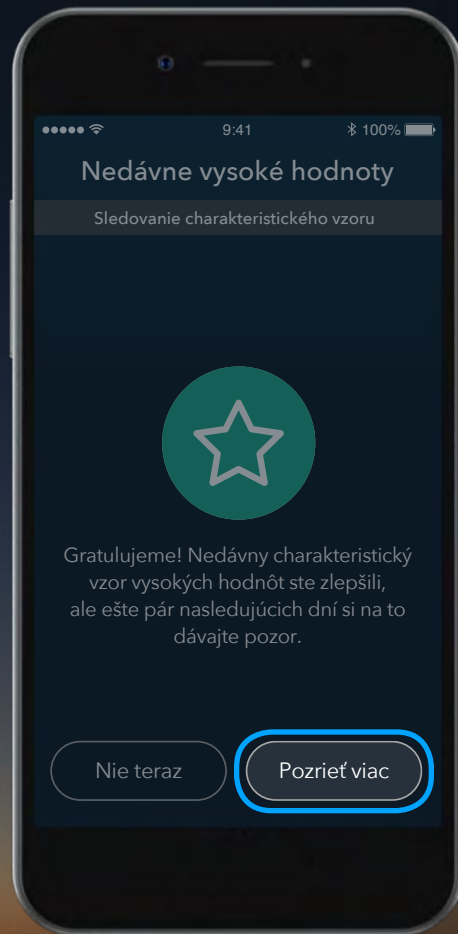 9:41
100%
Nedávne vysoké hodnoty
Sledovanie charakteristického vzoru
Gratulujeme! Nedávny charakteristický
vzor vysokých hodnôt ste zlepšili,
ale ešte pár nasledujúcich dní si na to
dávajte pozor.
Nie teraz
Pozrieť viac